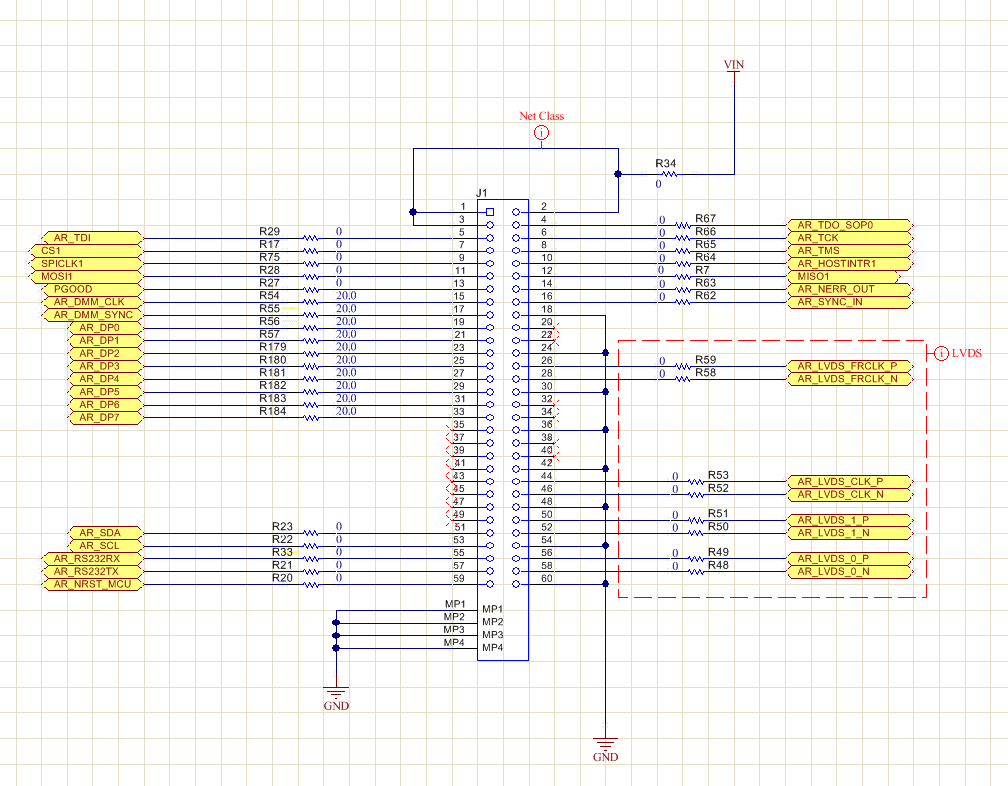 VIN
Net Class
i
R34
0
J1
1 2
3 4 0 R67 AR_TDO_SOP0
AR_TDI R29 0 5 6 0 R66 AR_TCK
CS1 R17 0 7 8 0 R65 AR_TMS
SPICLK1 R75 0 9 10 0 R64 AR_HOSTINTR1
MOSI1 R28 0 11 12 0 R7 MISO1
PGOOD R27 0 13 14 0 R63 AR_NERR_OUT
AR_DMM_CLK R54 20.0 15 16 0 R62 AR_SYNC_IN
AR_DMM_SYNC R55 20.0 17 18
AR_DP0 R56 20.0 19 20
AR_DP1 R57 20.0 21 22
AR_DP2 R179 20.0 23 24
i LVDS
AR_DP3 R180 20.0 25 26 0 R59 AR_LVDS_FRCLK_P
AR_DP4 R181 20.0 27 28 0 R58 AR_LVDS_FRCLK_N
AR_DP5 R182 20.0 29 30
AR_DP6 R183 20.0 31 32
AR_DP7 R184 20.0 33 34
35 36
37 38
39 40
41 42
43 44 0 R53 AR_LVDS_CLK_P
45 46 0 R52 AR_LVDS_CLK_N
47 48
49 50 0 R51 AR_LVDS_1_P
AR_SDA R23 0 51 52 0 R50 AR_LVDS_1_N
AR_SCL R22 0 53 54
AR_RS232RX R33 0 55 56 0 R49 AR_LVDS_0_P
AR_RS232TX R21 0 57 58 0 R48 AR_LVDS_0_N
AR_NRST_MCU R20 0 59 60
MP1 MP1
MP2 MP2
MP3 MP3
MP4 MP4
GND
GND